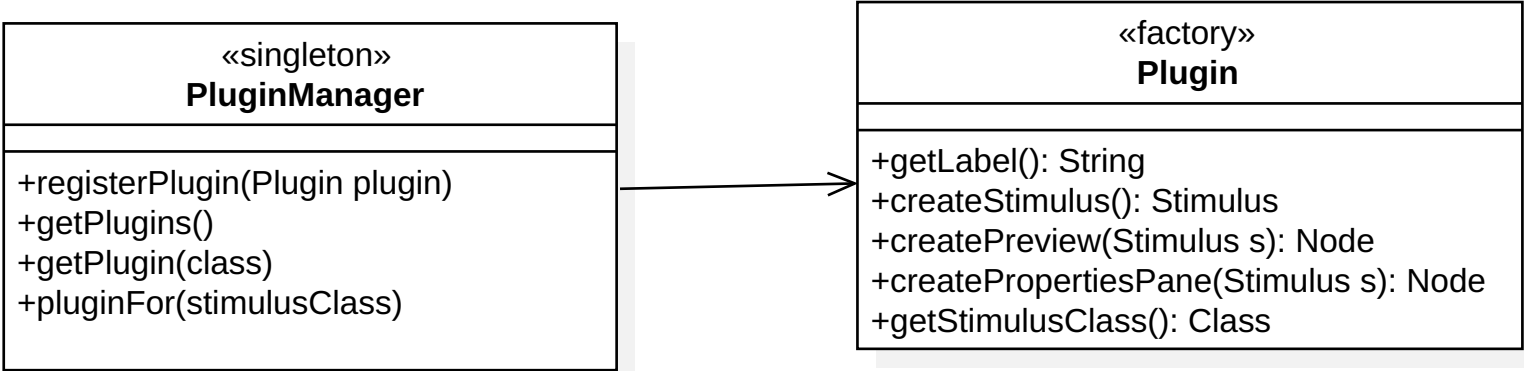 «singleton»
PluginManager
+registerPlugin(Plugin plugin)
+getPlugins()
+getPlugin(class)
+pluginFor(stimulusClass)
«factory»
Plugin
+getLabel(): String
+createStimulus(): Stimulus
+createPreview(Stimulus s): Node
+createPropertiesPane(Stimulus s): Node
+getStimulusClass(): Class